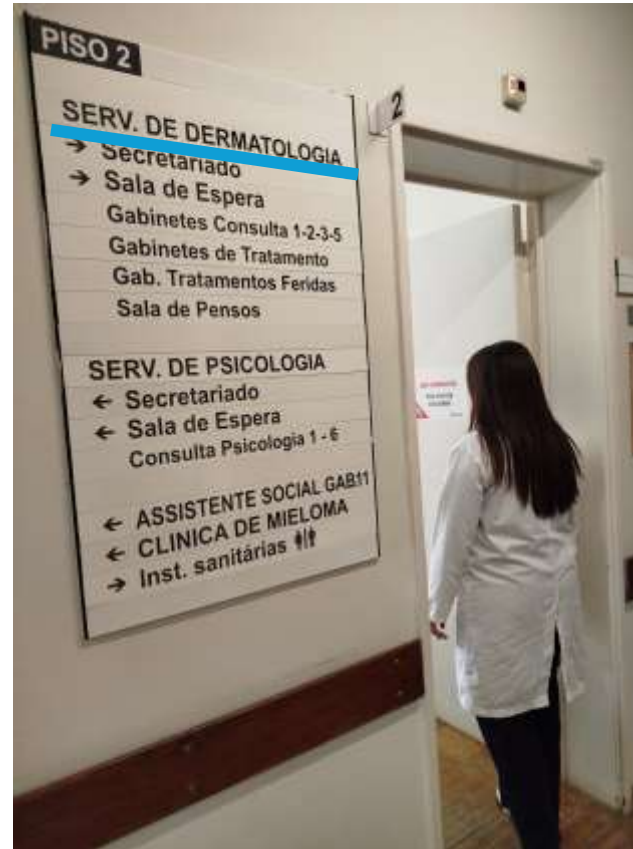 PISO 2
2
SERV. DE DERMATOLOGIA
→ Secretariado
→ Sala de Espera
Gabinetes Consulta 1-2-3-5
Gabinetes de Tratamento
Gab. Tratamentos Feridas
Sala de Pensos
SERV. DE PSICOLOGIA
← Secretariado
← Sala de Espera
Consulta Psicologia 1 - 6
← ASSISTENTE SOCIAL GAB.11
← CLINICA DE MIELOMA
→ Inst. sanitárias